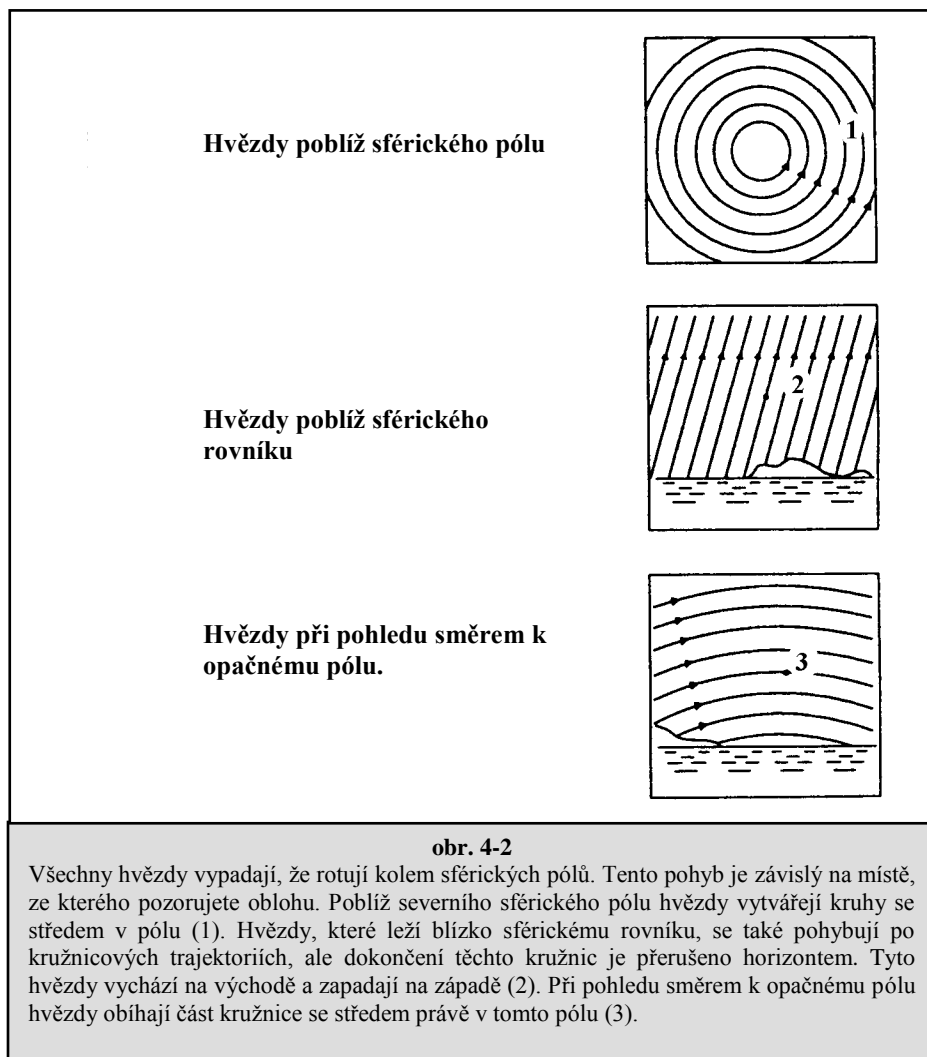 Hvězdy poblíž sférického pólu
1
Hvězdy poblíž sférického
rovníku
2
Hvězdy při pohledu směrem k
opačnému pólu.
3
obr. 4-2
Všechny hvězdy vypadají, že rotují kolem sférických pólů. Tento pohyb je závislý na místě,
ze kterého pozorujete oblohu. Poblíž severního sférického pólu hvězdy vytvářejí kruhy se
středem v pólu (1). Hvězdy, které leží blízko sférickému rovníku, se také pohybují po
kružnicových trajektoriích, ale dokončení těchto kružnic je přerušeno horizontem. Tyto
hvězdy vychází na východě a zapadají na západě (2). Při pohledu směrem k opačnému pólu
hvězdy obíhají část kružnice se středem právě v tomto pólu (3).